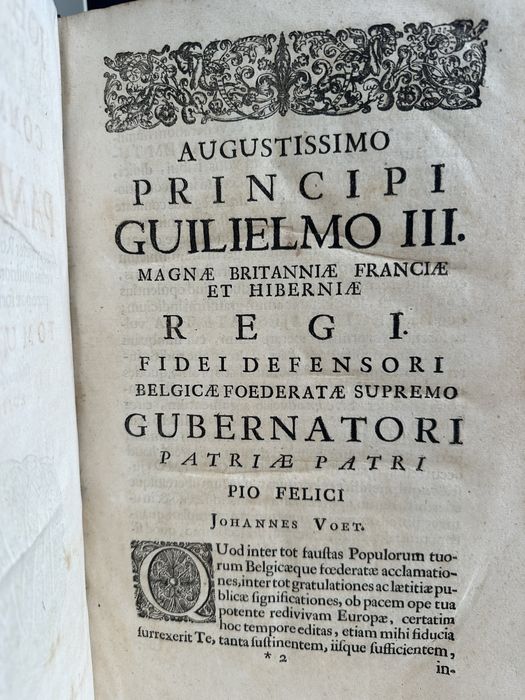 AUGUSTISSIMO
PRINCIPI
GUILIELMO III.
MAGNÆ BRITANNIÆ FRANCIÆ
ET HIBERNIÆ
REGI.
FIDEI DEFENSORI
BELGICÆ FOEDERATÆ SUPREMO
GUBERNATORI
PATRIÆ PATRI
PIO FELICI
JOHANNES VOET.
QUod inter tot faustas Populorum tuo-
rum Belgicæque fœderatæ acclamatio-
nes, inter tot gratulationes ac lætitiæ pu-
blicæ significationes, ob pacem ope tua
potente redivivam Europæ, certatim
hoc tempore editas, etiam mihi fiducia
surrexerit Te, tanta sustinentem, iisque sufficientem,
* 2
in-